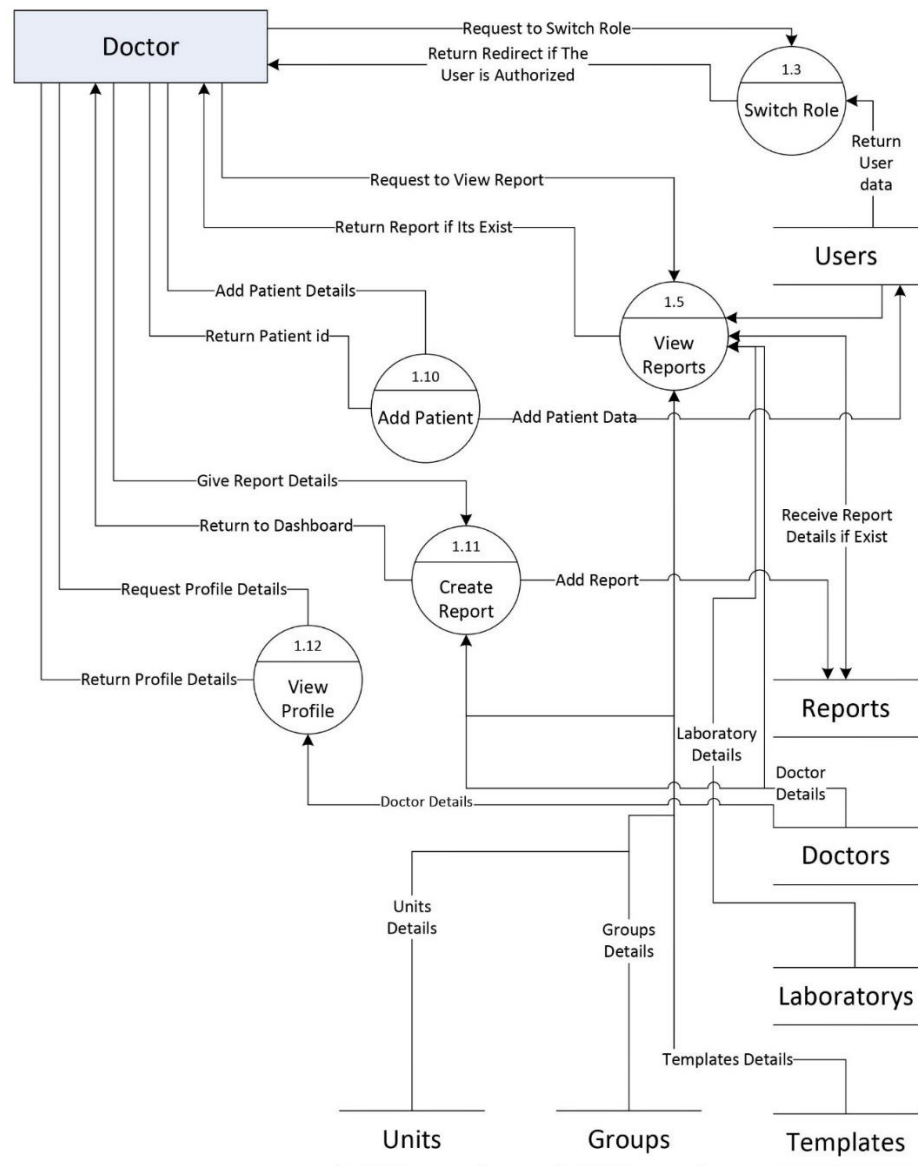 Doctor
Request to Switch Role
Return Redirect if The
User is Authorized
1.3
Switch Role
Return
User
data
Request to View Report
Return Report if Its Exist
Users
Add Patient Details
1.5
View
Reports
Return Patient id
1.10
Add Patient
Add Patient Data
Give Report Details
Return to Dashboard
1.11
Create
Report
Receive Report
Details if Exist
Add Report
Request Profile Details
1.12
View
Profile
Return Profile Details
Reports
Laboratory
Details
Doctor
Details
Doctor Details
Doctors
Units
Details
Groups
Details
Laboratorys
Templates Details
Units
Groups
Templates